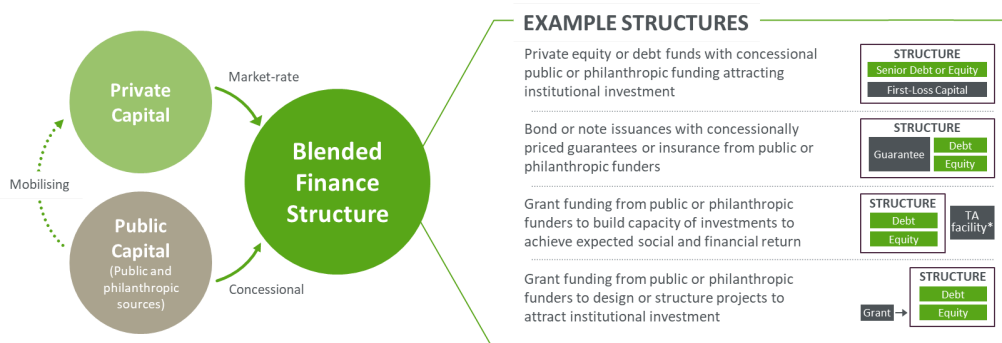 Private
Capital
Market-rate
Mobilising
Blended
Finance
Structure
Public
Capital
(Public and
philanthropic
sources)
Concessional
EXAMPLE STRUCTURES
Private equity or debt funds with concessional
public or philanthropic funding attracting
institutional investment
STRUCTURE
Senior Debt or Equity
First-Loss Capital
Bond or note issuances with concessionally
priced guarantees or insurance from public or
philanthropic funders
STRUCTURE
Guarantee
Debt
Equity
Grant funding from public or philanthropic
funders to build capacity of investments to
achieve expected social and financial return
STRUCTURE
Debt
Equity
TA
facility*
Grant funding from public or philanthropic
funders to design or structure projects to
attract institutional investment
STRUCTURE
Debt
Grant
Equity